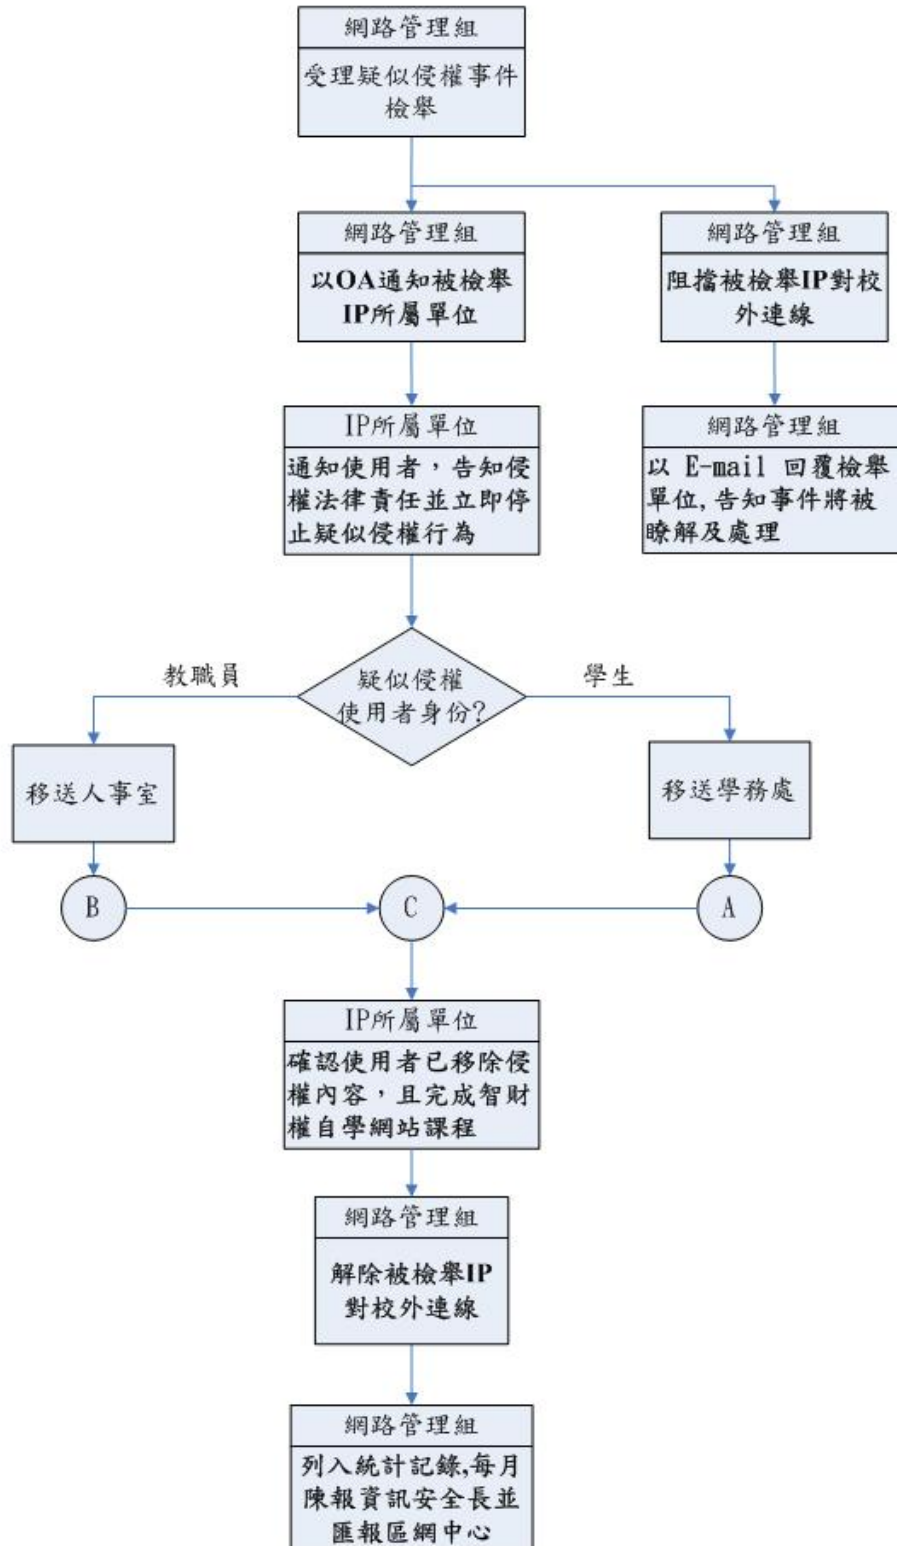 網路管理組
受理疑似侵權事件
檢舉
網路管理組
以OA通知被檢舉
IP所屬單位
網路管理組
阻擋被檢舉IP對校
外連線
IP所屬單位
通知使用者，告知侵
權法律責任並立即停
止疑似侵權行為
網路管理組
以 E-mail 回覆檢舉
單位,告知事件將被
瞭解及處理
教職員
疑似侵權
使用者身份?
學生
移送人事室
移送學務處
B
C
A
IP所屬單位
確認使用者已移除侵
權內容，且完成智財
權自學網站課程
網路管理組
解除被檢舉IP
對校外連線
網路管理組
列入統計記錄,每月
陳報資訊安全長並
匯報區網中心